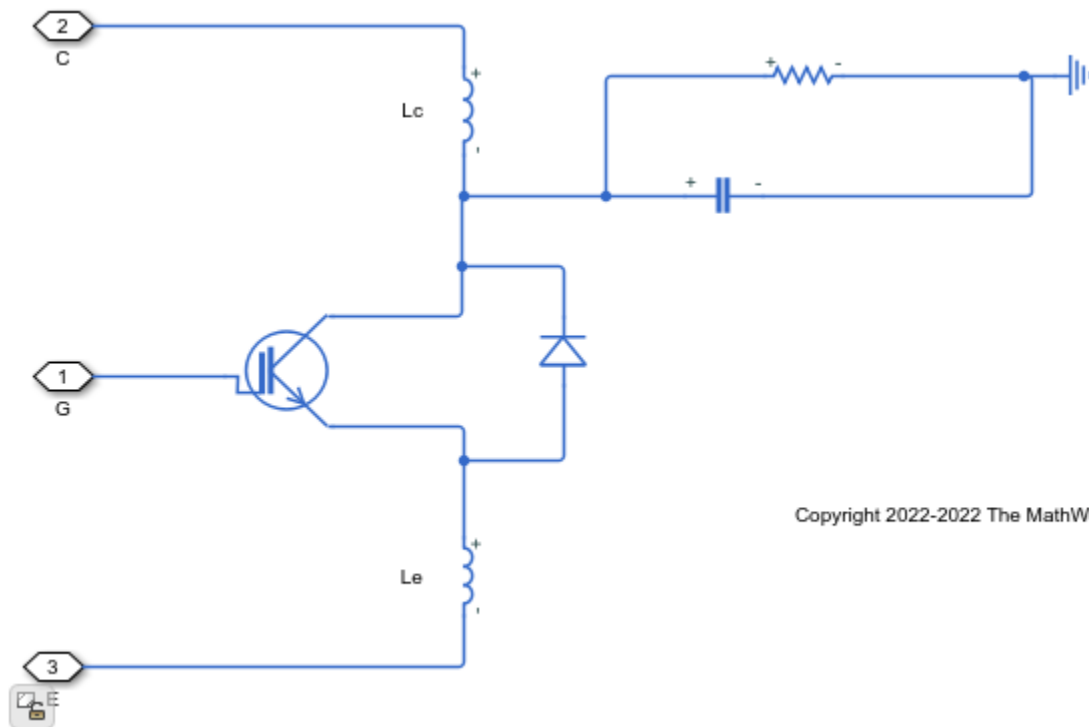 2
C
+
-
+
Lc
-
+
-
1
G
Copyright 2022-2022 The MathW
+
Le
-
3
E